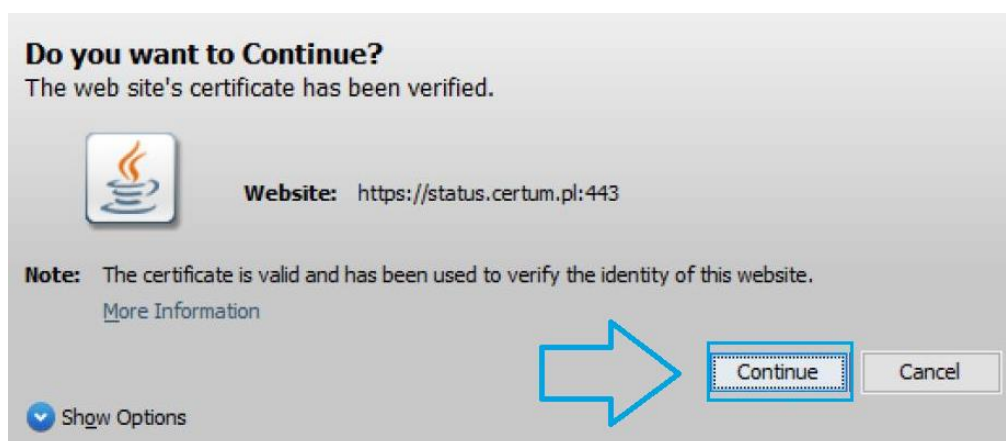 Do you want to Continue?
The web site's certificate has been verified.
Website: https://status.certum.pl:443
Note: The certificate is valid and has been used to verify the identity of this website.
More Information
Continue Cancel
Show Options